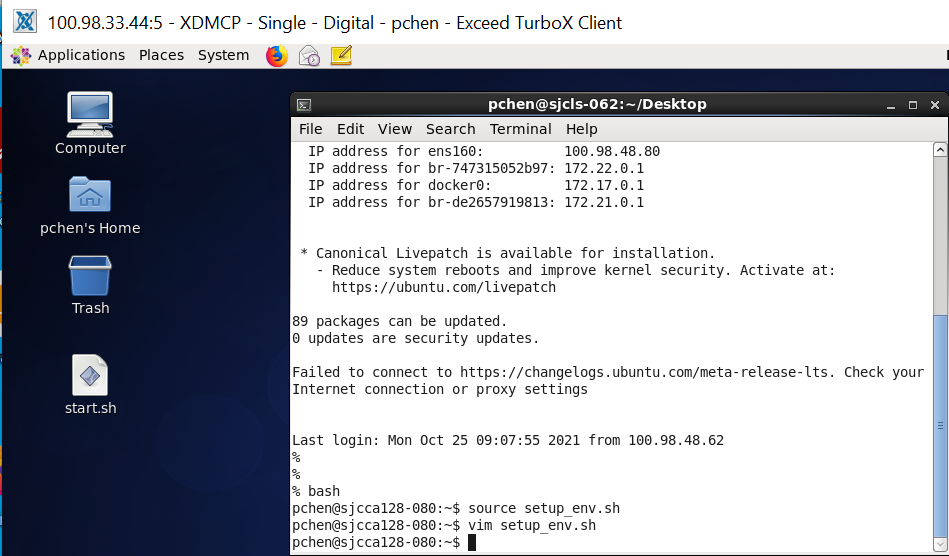 100.98.33.44:5 - XDMCP - Single - Digital - pchen - Exceed TurboX Client
Applications Places System
Computer
pchen's Home
Trash
start.sh
pchen@sjcls-062:~/Desktop
File Edit View Search Terminal Help
IP address for ens160: 100.98.48.80
IP address for br-747315052b97: 172.22.0.1
IP address for docker0: 172.17.0.1
IP address for br-de2657919813: 172.21.0.1
* Canonical Livepatch is available for installation.
- Reduce system reboots and improve kernel security. Activate at:
https://ubuntu.com/livepatch
89 packages can be updated.
0 updates are security updates.
Failed to connect to https://changelogs.ubuntu.com/meta-release-lts. Check your
Internet connection or proxy settings
Last login: Mon Oct 25 09:07:55 2021 from 100.98.48.62
%
%
% bash
pchen@sjcca128-080:~$ source setup_env.sh
pchen@sjcca128-080:~$ vim setup_env.sh
pchen@sjcca128-080:~$